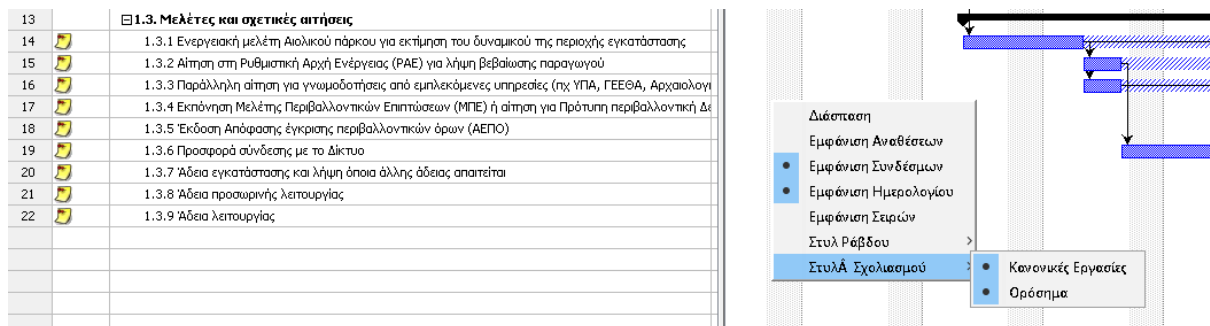 13 1.3. Μελέτες και σχετικές αιτήσεις
14 1.3.1 Ενεργειακή μελέτη Αιολικού πάρκου για εκτίμηση του δυναμικού της περιοχής εγκατάστασης
15 1.3.2 Αίτηση στη Ρυθμιστική Αρχή Ενέργειας (ΡΑΕ) για λήψη βεβαίωσης παραγωγού
16 1.3.3 Παράλληλη αίτηση για γνωμοδοτήσεις από εμπλεκόμενες υπηρεσίες (πχ ΥΠΑ, ΓΕΕΘΑ, Αρχαιολογι
17 1.3.4 Εκπόνηση Μελέτης Περιβαλλοντικών Επιπτώσεων (ΜΠΕ) ή αίτηση για Πρότυπη περιβαλλοντική Δε
18 1.3.5 Έκδοση Απόφασης έγκρισης περιβαλλοντικών όρων (ΑΕΠΟ)
19 1.3.6 Προσφορά σύνδεσης με το Δίκτυο
20 1.3.7 Άδεια εγκατάστασης και λήψη όποια άλλης άδειας απαιτείται
21 1.3.8 Άδεια προσωρινής λειτουργίας
22 1.3.9 Άδεια λειτουργίας
Διάσπαση
Εμφάνιση Αναθέσεων
Εμφάνιση Συνδέσμων
Εμφάνιση Ημερολογίου
Εμφάνιση Σειρών
Στυλ Ράβδου
ΣτυλÂ Σχολιασμού
Κανονικές Εργασίες
Ορόσημα